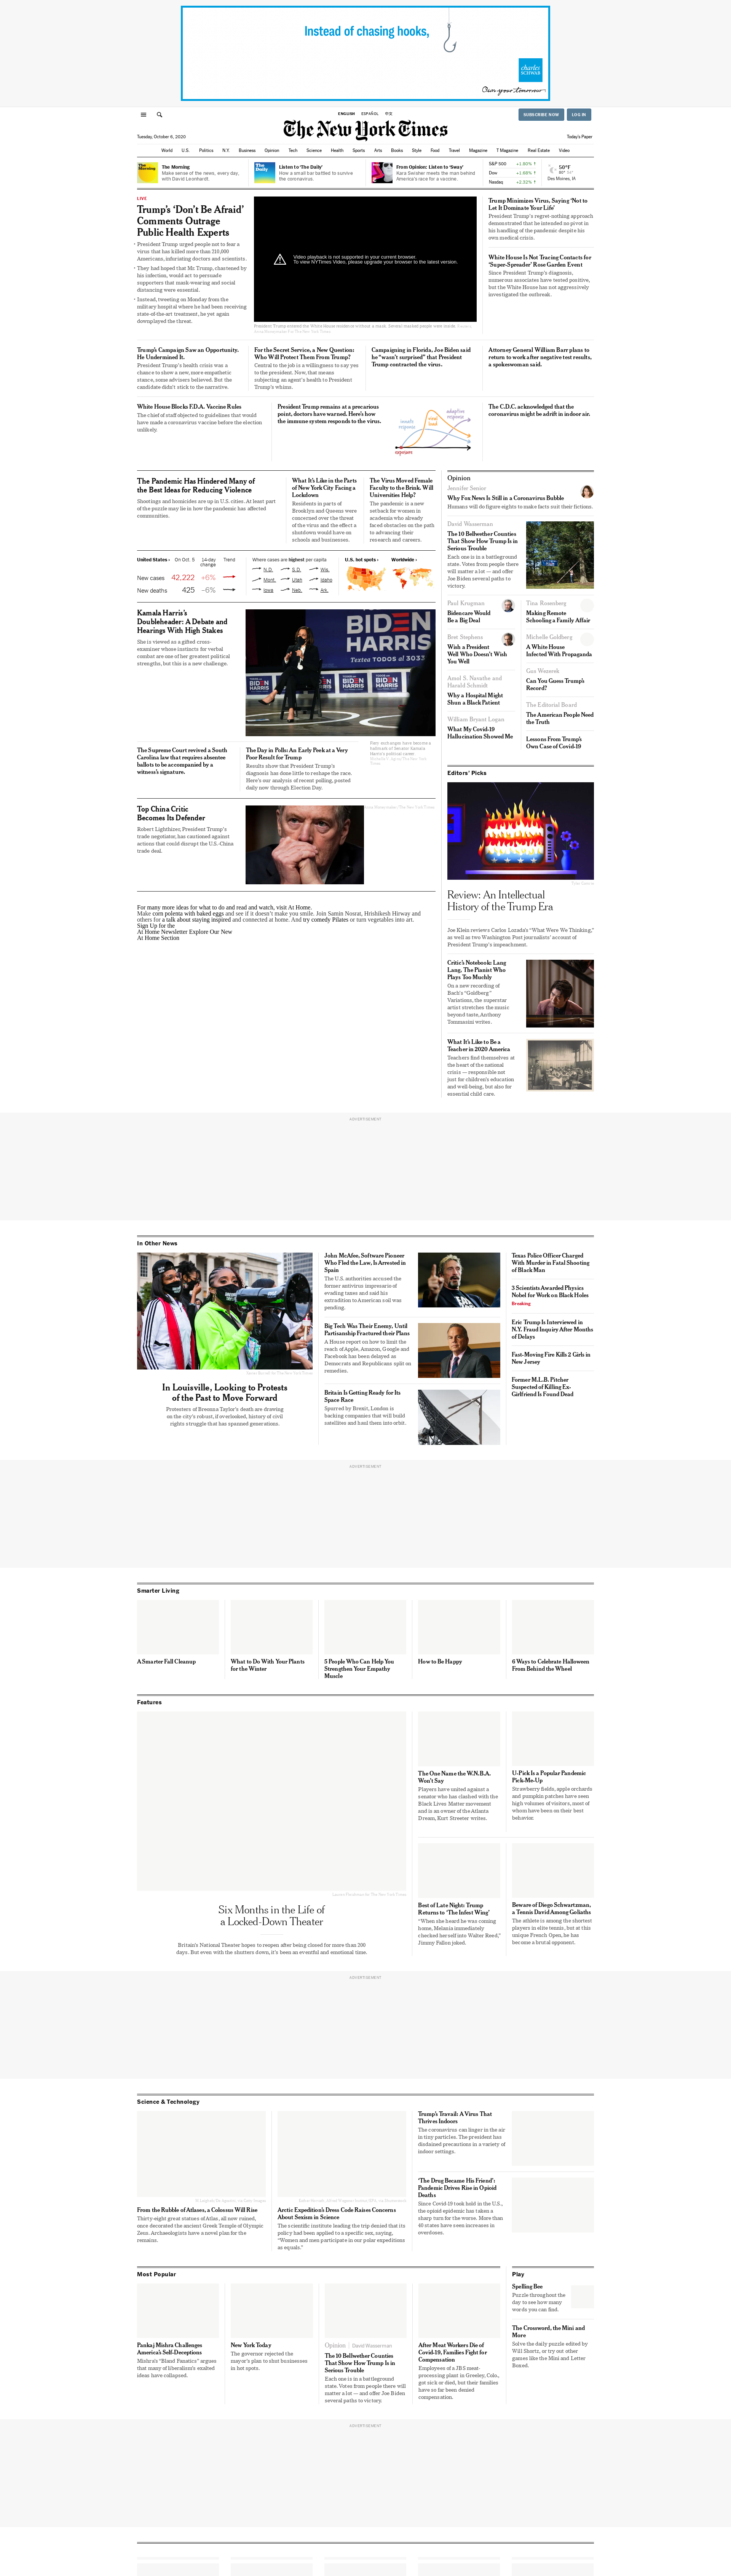 Instead of chasing hooks,
charles
SCHWAB
Own your tomorrow
ENGLISH ESPAÑOL 中文
SUBSCRIBE NOW LOG IN
The New York Times
Tuesday, October 6, 2020
Today's Paper
World U.S. Politics N.Y. Business Opinion Tech Science Health Sports Arts Books Style Food Travel Magazine T Magazine Real Estate Video
The Morning
Make sense of the news, every day,
with David Leonhardt.
Listen to 'The Daily'
How a small bar battled to survive
the coronavirus.
From Opinion: Listen to 'Sway'
Kara Swisher meets the man behind
America's race for a vaccine.
S&P 500 +1.80% ↑
Dow +1.68% ↑
Nasdaq +2.32% ↑
50°F
Des Moines, IA
LIVE
Trump's 'Don't Be Afraid'
Comments Outrage
Public Health Experts
President Trump urged people not to fear a
virus that has killed more than 210,000
Americans, infuriating doctors and scientists.
They had hoped that Mr. Trump, chastened by
his infection, would act to persuade
supporters that mask-wearing and social
distancing were essential.
Instead, tweeting on Monday from the
military hospital where he had been receiving
state-of-the-art treatment, he yet again
downplayed the threat.
Video playback is not supported in your current browser.
To view NYTimes Video, please upgrade your browser to the latest version.
President Trump entered the White House residence without a mask. Several masked people were inside.
Trump Minimizes Virus, Saying 'Not to
Let It Dominate Your Life'
President Trump's regret-nothing approach
demonstrated that he intended no pivot in
his handling of the pandemic despite his
own medical crisis.
White House Is Not Tracing Contacts for
'Super-Spreader' Rose Garden Event
Since President Trump's diagnosis,
numerous associates have tested positive,
but the White House has not aggressively
investigated the outbreak.
Trump's Campaign Saw an Opportunity.
He Undermined It.
President Trump's health crisis was a
chance to show a new, more empathetic
stance, some advisers believed. But the
candidate didn't stick to the narrative.
For the Secret Service, a New Question:
Who Will Protect Them From Trump?
Central to the job is a willingness to say yes
to the president. Now, that means
subjecting an agent's health to President
Trump's whims.
Campaigning in Florida, Joe Biden said
he "wasn't surprised" that President
Trump contracted the virus.
Attorney General William Barr plans to
return to work after negative test results,
a spokeswoman said.
White House Blocks F.D.A. Vaccine Rules
The chief of staff objected to guidelines that would
have made a coronavirus vaccine before the election
unlikely.
President Trump remains at a precarious
point, doctors have warned. Here's how
the immune system responds to the virus.
innate
response
viral
load
adaptive
response
exposure
The C.D.C. acknowledged that the
coronavirus might be adrift in indoor air.
The Pandemic Has Hindered Many of
the Best Ideas for Reducing Violence
Shootings and homicides are up in U.S. cities. At least part
of the puzzle may lie in how the pandemic has affected
communities.
What It's Like in the Parts
of New York City Facing a
Lockdown
Residents in parts of
Brooklyn and Queens were
concerned over the threat
of the virus and the effect a
shutdown would have on
schools and businesses.
The Virus Moved Female
Faculty to the Brink. Will
Universities Help?
The pandemic is a new
setback for women in
academia who already
faced obstacles on the path
to advancing their
research and careers.
United States › On Oct. 5 14-day
change Trend
New cases 42,222 +6%
New deaths 425 –6%
Where cases are highest per capita
N.D. S.D. Wis.
Mont. Utah Idaho
Iowa Neb. Ark.
U.S. hot spots › Worldwide ›
Kamala Harris's
Doubleheader: A Debate and
Hearings With High Stakes
She is viewed as a gifted cross-
examiner whose instincts for verbal
combat are one of her greatest political
strengths, but this is a new challenge.
BIDEN
HARRIS
Texto TODOS al 30330
The Supreme Court revived a South
Carolina law that requires absentee
ballots to be accompanied by a
witness's signature.
The Day in Polls: An Early Peek at a Very
Poor Result for Trump
Results show that President Trump's
diagnosis has done little to reshape the race.
Here's our analysis of recent polling, posted
daily now through Election Day.
Top China Critic
Becomes Its Defender
Robert Lighthizer, President Trump's
trade negotiator, has cautioned against
actions that could disrupt the U.S.-China
trade deal.
For many more ideas for what to do and read and watch, visit At Home.
Make corn polenta with baked eggs and see if it doesn't make you smile. Join Samin Nosrat, Hrishikesh Hirway and
others for a talk about staying inspired and connected at home. And try comedy Pilates or turn vegetables into art.
Sign Up for the
At Home Newsletter Explore Our New
At Home Section
Opinion
Jennifer Senior
Why Fox News Is Still in a Coronavirus Bubble
Humans will do figure eights to make facts suit their fictions.
David Wasserman
The 10 Bellwether Counties
That Show How Trump Is in
Serious Trouble
Each one is in a battleground
state. Votes from people there
will matter a lot — and offer
Joe Biden several paths to
victory.
Paul Krugman
Bidencare Would
Be a Big Deal
Tina Rosenberg
Making Remote
Schooling a Family Affair
Bret Stephens
Wish a President
Well Who Doesn't Wish
You Well
Michelle Goldberg
A White House
Infected With Propaganda
Amol S. Navathe and
Harald Schmidt
Why a Hospital Might
Shun a Black Patient
Gus Wezerek
Can You Guess Trump's
Record?
William Bryant Logan
What My Covid-19
Hallucination Showed Me
The Editorial Board
The American People Need
the Truth
Lessons From Trump's
Own Case of Covid-19
Editors' Picks
Review: An Intellectual
History of the Trump Era
Joe Klein reviews Carlos Lozada's "What Were We Thinking,"
as well as two Washington Post journalists' account of
President Trump's impeachment.
Critic's Notebook: Lang
Lang, The Pianist Who
Plays Too Muchly
On a new recording of
Bach's "Goldberg"
Variations, the superstar
artist stretches the music
beyond taste, Anthony
Tommasini writes.
What It's Like to Be a
Teacher in 2020 America
Teachers find themselves at
the heart of the national
crisis — responsible not
just for children's education
and well-being, but also for
essential child care.
ADVERTISEMENT
In Other News
In Louisville, Looking to Protests
of the Past to Move Forward
Protesters of Breonna Taylor's death are drawing
on the city's robust, if overlooked, history of civil
rights struggle that has spanned generations.
John McAfee, Software Pioneer
Who Fled the Law, Is Arrested in
Spain
The U.S. authorities accused the
former antivirus impresario of
evading taxes and said his
extradition to American soil was
pending.
Big Tech Was Their Enemy, Until
Partisanship Fractured their Plans
A House report on how to limit the
reach of Apple, Amazon, Google and
Facebook has been delayed as
Democrats and Republicans split on
remedies.
Britain Is Getting Ready for Its
Space Race
Spurred by Brexit, London is
backing companies that will build
satellites and haul them into orbit.
Texas Police Officer Charged
With Murder in Fatal Shooting
of Black Man
3 Scientists Awarded Physics
Nobel for Work on Black Holes
Breaking
Eric Trump Is Interviewed in
N.Y. Fraud Inquiry After Months
of Delays
Fast-Moving Fire Kills 2 Girls in
New Jersey
Former M.L.B. Pitcher
Suspected of Killing Ex-
Girlfriend Is Found Dead
ADVERTISEMENT
Smarter Living
A Smarter Fall Cleanup
What to Do With Your Plants
for the Winter
5 People Who Can Help You
Strengthen Your Empathy
Muscle
How to Be Happy
6 Ways to Celebrate Halloween
From Behind the Wheel
Features
Six Months in the Life of
a Locked-Down Theater
Britain's National Theater hopes to reopen after being closed for more than 200
days. But even with the shutters down, it's been an eventful and emotional time.
The One Name the W.N.B.A.
Won't Say
Players have united against a
senator who has clashed with the
Black Lives Matter movement
and is an owner of the Atlanta
Dream, Kurt Streeter writes.
U-Pick Is a Popular Pandemic
Pick-Me-Up
Strawberry fields, apple orchards
and pumpkin patches have seen
high volumes of visitors, most of
whom have been on their best
behavior.
Best of Late Night: Trump
Returns to 'The Infest Wing'
"When she heard he was coming
home, Melania immediately
checked herself into Walter Reed,"
Jimmy Fallon joked.
Beware of Diego Schwartzman,
a Tennis David Among Goliaths
The athlete is among the shortest
players in elite tennis, but at this
unique French Open, he has
become a brutal opponent.
ADVERTISEMENT
Science & Technology
From the Rubble of Atlases, a Colossus Will Rise
Thirty-eight great statues of Atlas, all now ruined,
once decorated the ancient Greek Temple of Olympic
Zeus. Archaeologists have a novel plan for the
remains.
Arctic Expedition's Dress Code Raises Concerns
About Sexism in Science
The scientific institute leading the trip denied that its
policy had been applied to a specific sex, saying,
"Women and men participate in our polar expeditions
as equals."
Trump's Travail: A Virus That
Thrives Indoors
The coronavirus can linger in the air
in tiny particles. The president has
disdained precautions in a variety of
indoor settings.
'The Drug Became His Friend':
Pandemic Drives Rise in Opioid
Deaths
Since Covid-19 took hold in the U.S.,
the opioid epidemic has taken a
sharp turn for the worse. More than
40 states have seen increases in
overdoses.
Most Popular
Pankaj Mishra Challenges
America's Self-Deceptions
Mishra's "Bland Fanatics" argues
that many of liberalism's exalted
ideas have collapsed.
New York Today
The governor rejected the
mayor's plan to shut businesses
in hot spots.
Opinion | David Wasserman
The 10 Bellwether Counties
That Show How Trump Is in
Serious Trouble
Each one is in a battleground
state. Votes from people there will
matter a lot — and offer Joe Biden
several paths to victory.
After Meat Workers Die of
Covid-19, Families Fight for
Compensation
Employees of a JBS meat-
processing plant in Greeley, Colo.,
got sick or died, but their families
have so far been denied
compensation.
Play
Spelling Bee
Puzzle throughout the
day to see how many
words you can find.
The Crossword, the Mini and
More
Solve the daily puzzle edited by
Will Shortz, or try out other
games like the Mini and Letter
Boxed.
ADVERTISEMENT